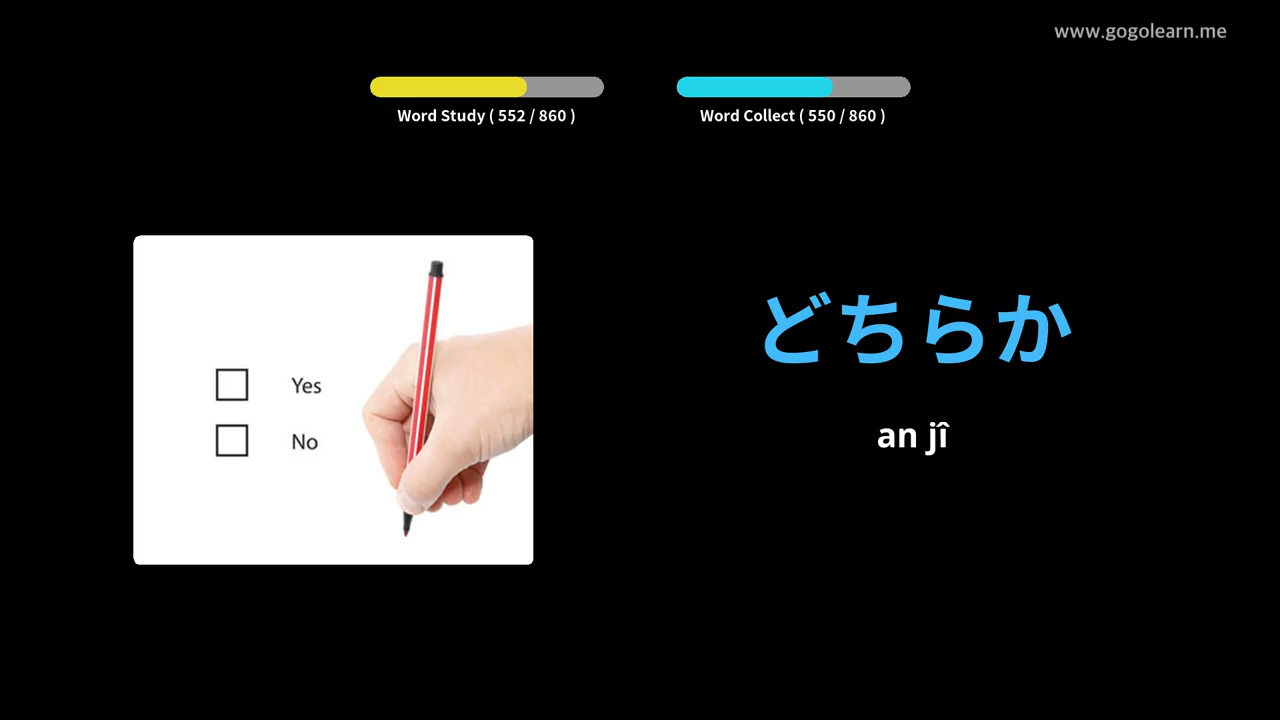 www.gogolearn.me
Word Study ( 552 / 860 )
Word Collect ( 550 / 860 )
Yes
No
どちらか
an jî